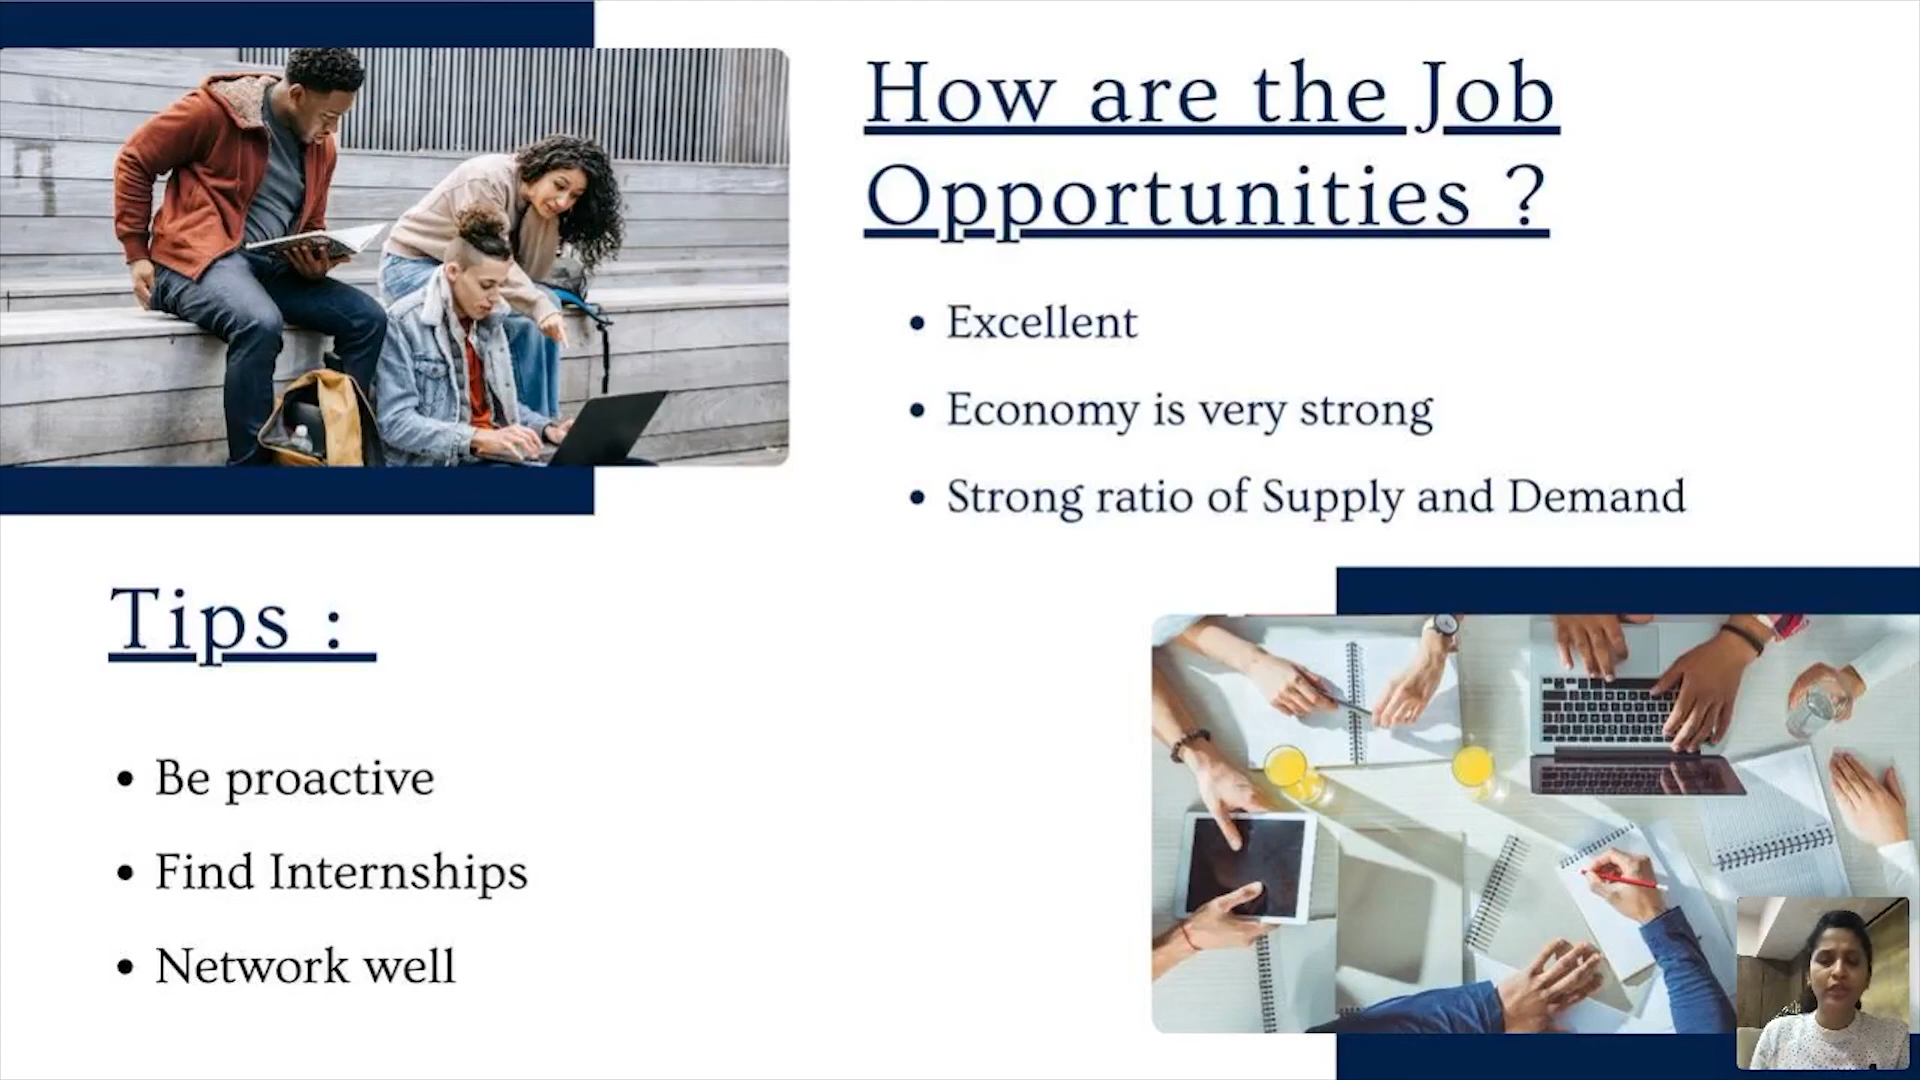 How are the Job
Opportunities ?
• Excellent
• Economy is very strong
• Strong ratio of Supply and Demand
Tips :
• Be proactive
• Find Internships
• Network well